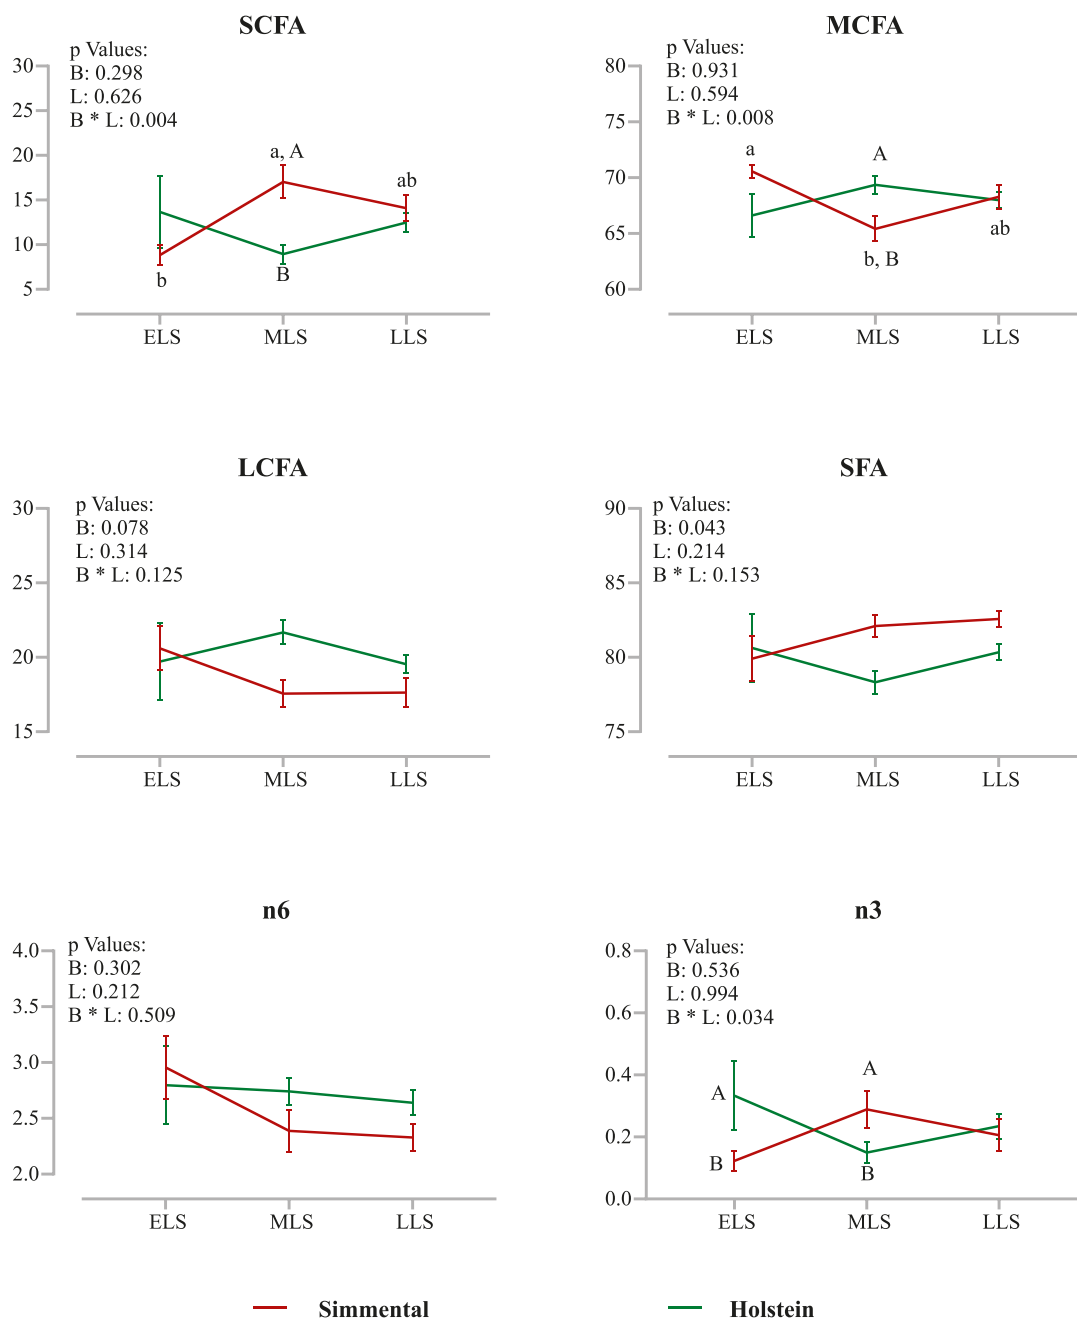 SCFA
p Values:
B: 0.298
L: 0.626
B * L: 0.004
30
25
20
15
10
5
a, A
ab
b
B
ELS MLS LLS
MCFA
p Values:
B: 0.931
L: 0.594
B * L: 0.008
80
75
70
65
60
a
A
b, B
ab
ELS MLS LLS
LCFA
p Values:
B: 0.078
L: 0.314
B * L: 0.125
30
25
20
15
ELS MLS LLS
SFA
p Values:
B: 0.043
L: 0.214
B * L: 0.153
90
85
80
75
ELS MLS LLS
n6
p Values:
B: 0.302
L: 0.212
B * L: 0.509
4.0
3.5
3.0
2.5
2.0
ELS MLS LLS
n3
p Values:
B: 0.536
L: 0.994
B * L: 0.034
0.8
0.6
0.4
0.2
0.0
A
A
B
B
ELS MLS LLS
Simmental Holstein